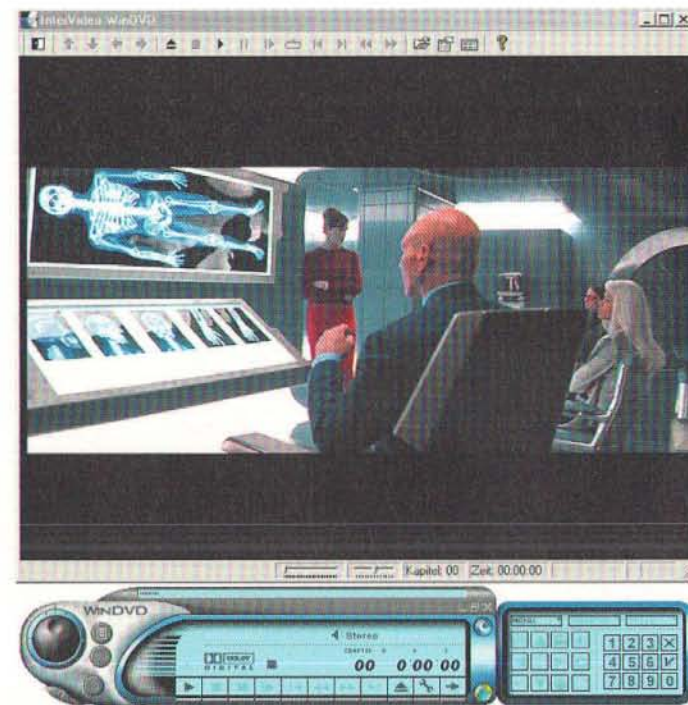 InterVideo WinDVD
Kapitel: 00 Zeit: 00:00:00
WINDVD
Stereo
CHAPTER
DOLBY
DIGITAL
00 0:00:00
1 2 3 X
4 5 6
7 8 9 0